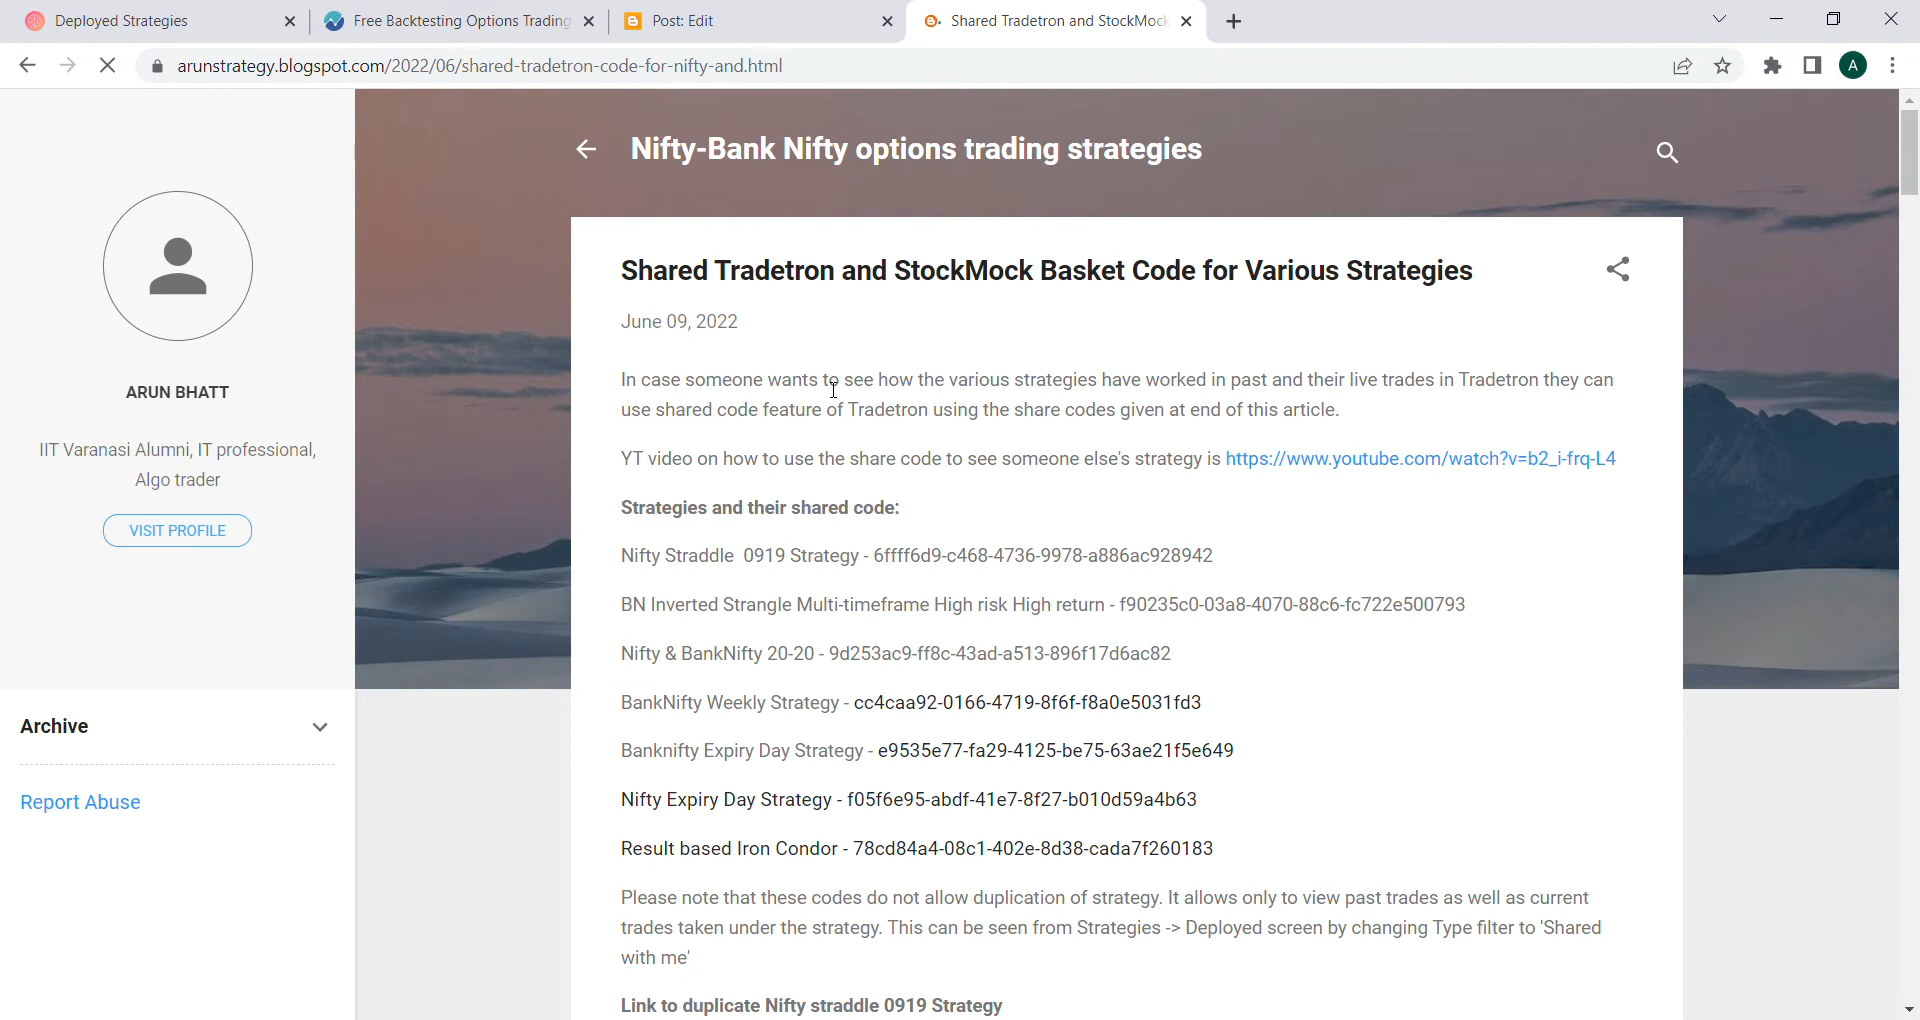 Deployed Strategies
Free Backtesting Options Trading
Post: Edit
Shared Tradetron and StockMock
arunstrategy.blogspot.com/2022/06/shared-tradetron-code-for-nifty-and.html
A
Nifty-Bank Nifty options trading strategies
ARUN BHATT
IIT Varanasi Alumni, IT professional,
Algo trader
VISIT PROFILE
Archive
Report Abuse
Shared Tradetron and StockMock Basket Code for Various Strategies
June 09, 2022
In case someone wants to see how the various strategies have worked in past and their live trades in Tradetron they can
use shared code feature of Tradetron using the share codes given at end of this article.
YT video on how to use the share code to see someone else's strategy is https://www.youtube.com/watch?v=b2_i-frq-L4
Strategies and their shared code:
Nifty Straddle 0919 Strategy - 6ffff6d9-c468-4736-9978-a886ac928942
BN Inverted Strangle Multi-timeframe High risk High return - f90235c0-03a8-4070-88c6-fc722e500793
Nifty & BankNifty 20-20 - 9d253ac9-ff8c-43ad-a513-896f17d6ac82
BankNifty Weekly Strategy - cc4caa92-0166-4719-8f6f-f8a0e5031fd3
Banknifty Expiry Day Strategy - e9535e77-fa29-4125-be75-63ae21f5e649
Nifty Expiry Day Strategy - f05f6e95-abdf-41e7-8f27-b010d59a4b63
Result based Iron Condor - 78cd84a4-08c1-402e-8d38-cada7f260183
Please note that these codes do not allow duplication of strategy. It allows only to view past trades as well as current
trades taken under the strategy. This can be seen from Strategies -> Deployed screen by changing Type filter to 'Shared
with me'
Link to duplicate Nifty straddle 0919 Strategy